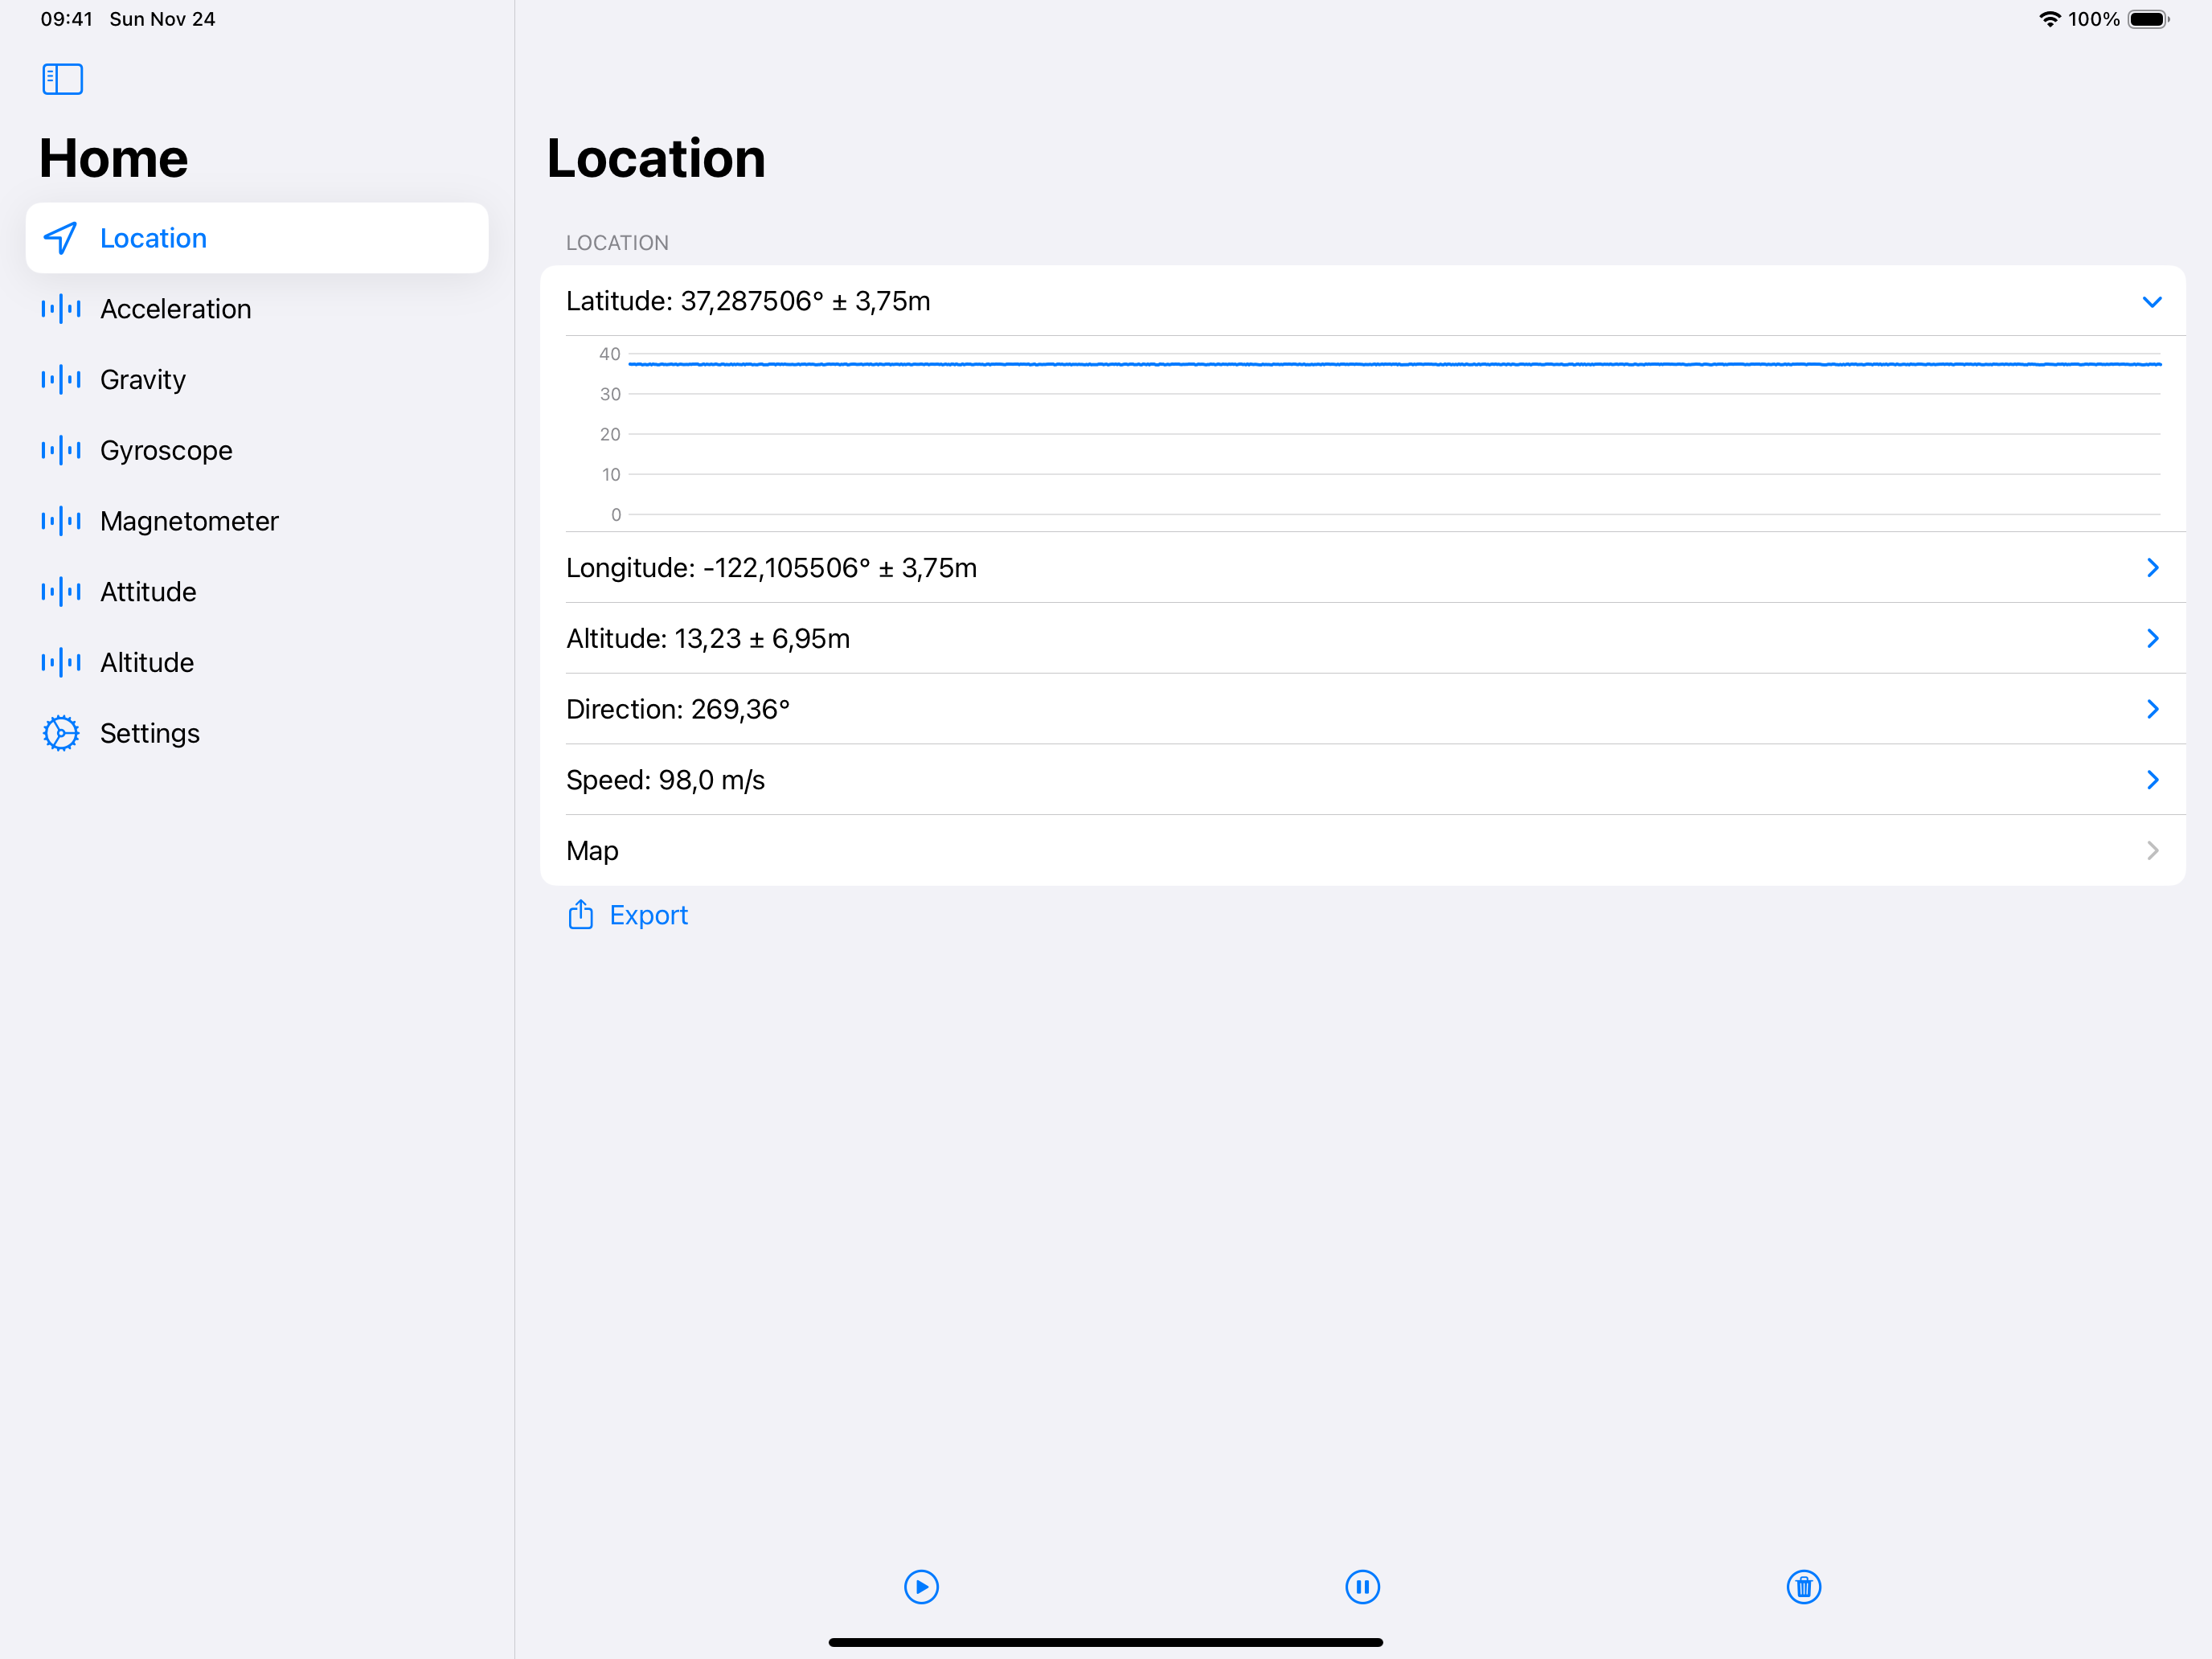 09:41 Sun Nov 24
100%
Home
Location
Acceleration
Gravity
Gyroscope
Magnetometer
Attitude
Altitude
Settings
Location
LOCATION
Latitude: 37,287506° ± 3,75m
40
30
20
10
0
Longitude: -122,105506° ± 3,75m
Altitude: 13,23 ± 6,95m
Direction: 269,36°
Speed: 98,0 m/s
Map
Export